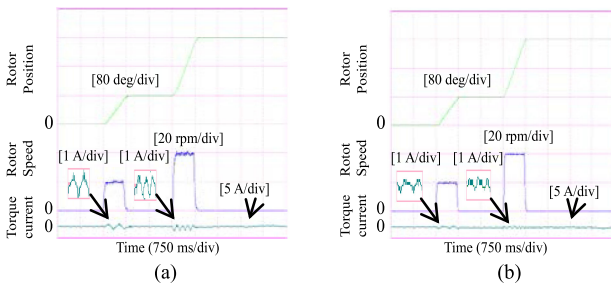 Rotor Position
[80 deg/div]
0
Rotor Speed
[1 A/div]
[1 A/div]
[20 rpm/div]
[5 A/div]
0
Torque current
0
Time (750 ms/div)
(a)
Rotor Position
[80 deg/div]
0
Rotor Speed
[1 A/div]
[1 A/div]
[20 rpm/div]
[5 A/div]
0
Torque current
0
Time (750 ms/div)
(b)